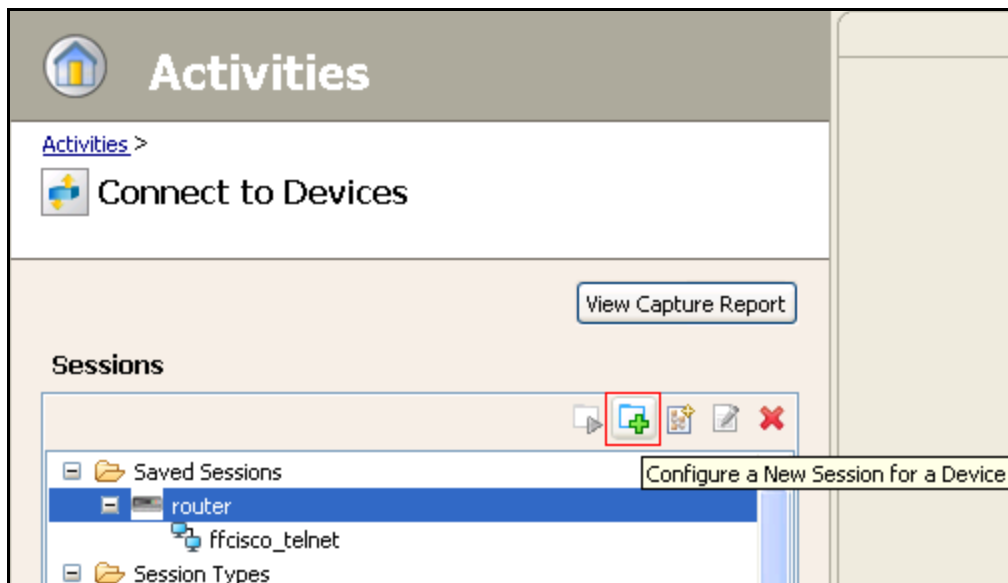 Activities
Activities >
Connect to Devices
View Capture Report
Sessions
Configure a New Session for a Device
Saved Sessions
router
ffcisco_telnet
Session Types